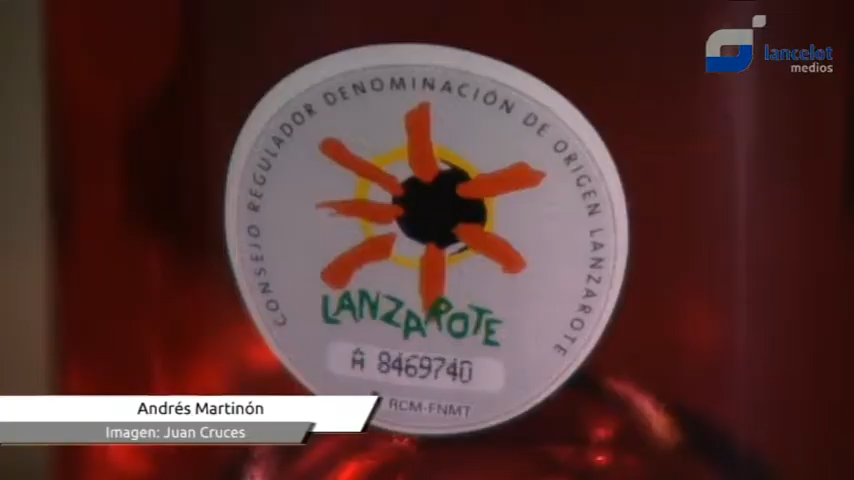 lancelot
medios
CONSEJO REGULADOR DENOMINACIÓN DE ORIGEN LANZAROTE
LANZAROTE
A 8469740
RCM-FNMT
Andrés Martinón
Imagen: Juan Cruces